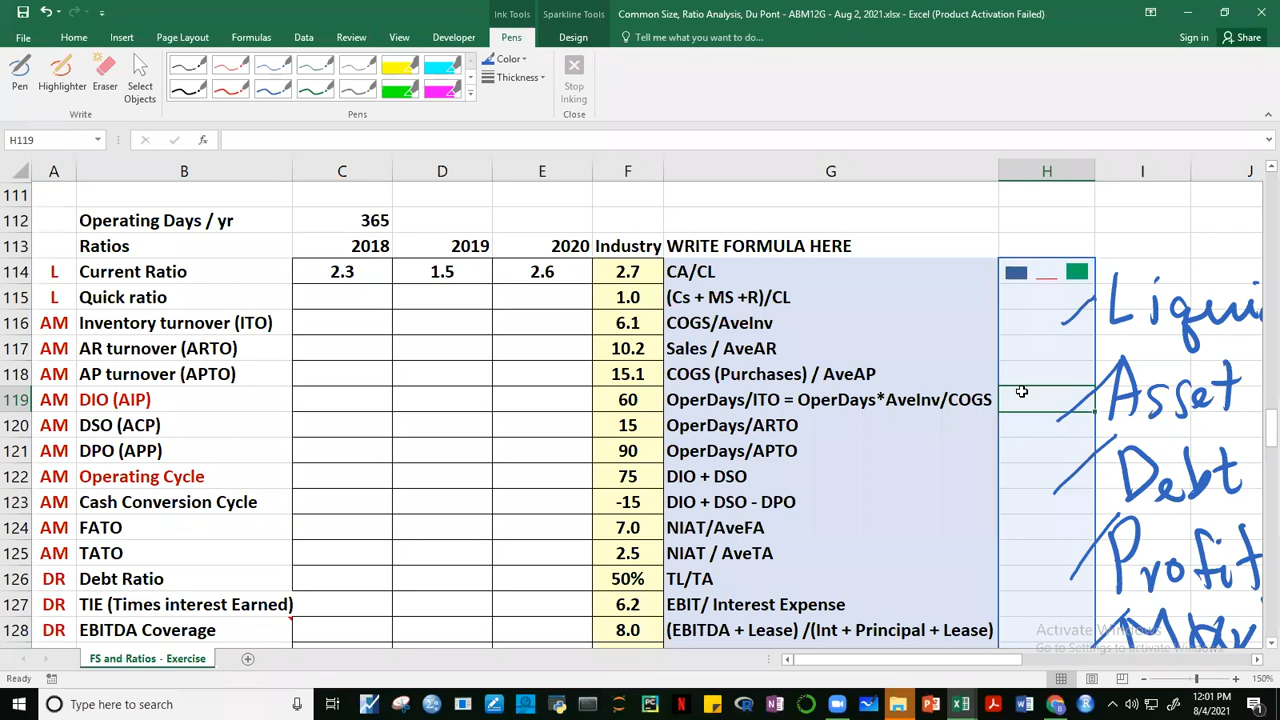 Ink Tools Sparkline Tools Common Size, Ratio Analysis, Du Pont - ABM12G - Aug 2, 2021.xlsx - Excel (Product Activation Failed)
File Home Insert Page Layout Formulas Data Review View Developer Pens Design Tell me what you want to do... Sign in Share
Pen Highlighter Eraser Select Objects Color Thickness Stop Inking
Write Pens Close
H119 fx
A B C D E F G H I J
111
112 Operating Days / yr 365
113 Ratios 2018 2019 2020 Industry WRITE FORMULA HERE
114 L Current Ratio 2.3 1.5 2.6 2.7 CA/CL
115 L Quick ratio 1.0 (Cs + MS +R)/CL Liqui
116 AM Inventory turnover (ITO) 6.1 COGS/AveInv
117 AM AR turnover (ARTO) 10.2 Sales / AveAR
118 AM AP turnover (APTO) 15.1 COGS (Purchases) / AveAP
119 AM DIO (AIP) 60 OperDays/ITO = OperDays*AveInv/COGS Asset
120 AM DSO (ACP) 15 OperDays/ARTO
121 AM DPO (APP) 90 OperDays/APTO
122 AM Operating Cycle 75 DIO + DSO Debt
123 AM Cash Conversion Cycle -15 DIO + DSO - DPO
124 AM FATO 7.0 NIAT/AveFA
125 AM TATO 2.5 NIAT / AveTA Profit
126 DR Debt Ratio 50% TL/TA
127 DR TIE (Times interest Earned) 6.2 EBIT/ Interest Expense
128 DR EBITDA Coverage 8.0 (EBITDA + Lease) /(Int + Principal + Lease)
Activate Windows
Go to Settings to activate Windows.
FS and Ratios - Exercise
Ready 150%
Type here to search 12:01 PM
8/4/2021